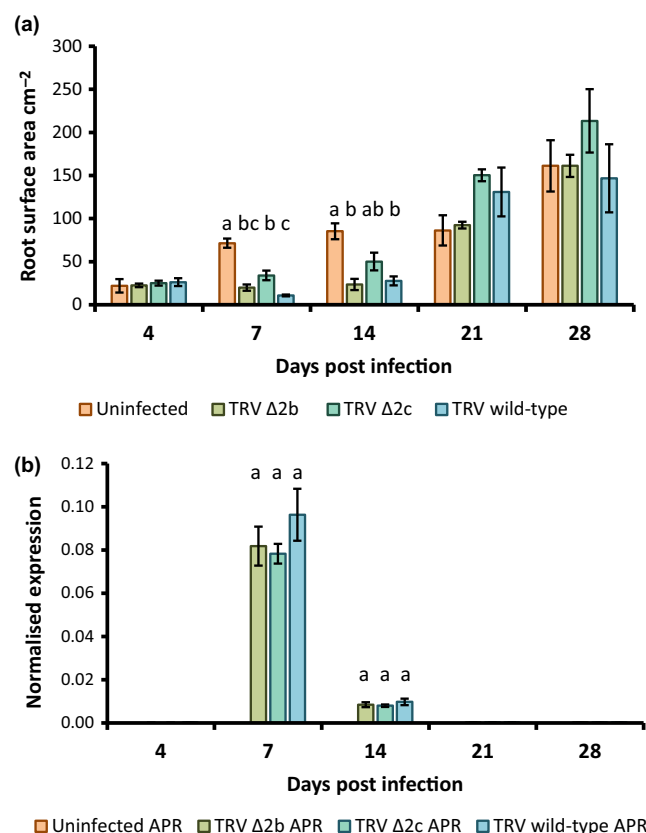 (a)
300
250
200
150
100
50
0
Root surface area cm⁻²
a bc b c
a b ab b
4 7 14 21 28
Days post infection
Uninfected TRV Δ2b TRV Δ2c TRV wild-type
(b)
0.12
0.10
0.08
0.06
0.04
0.02
0.00
Normalised expression
a a a
a a a
4 7 14 21 28
Days post infection
Uninfected APR TRV Δ2b APR TRV Δ2c APR TRV wild-type APR